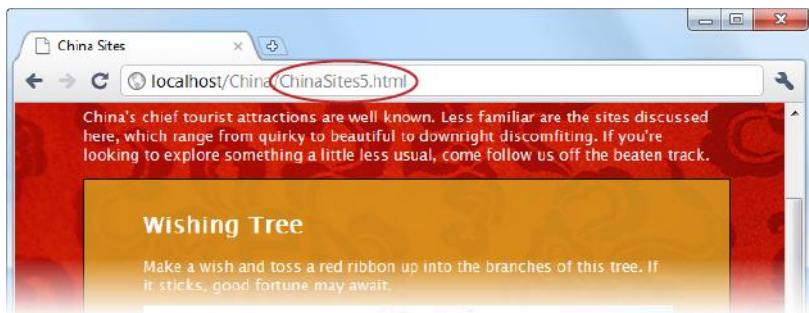 China Sites
localhost/China/ChinaSites5.html
China's chief tourist attractions are well known. Less familiar are the sites discussed
here, which range from quirky to beautiful to downright discomfiting. If you're
looking to explore something a little less usual, come follow us off the beaten track.
Wishing Tree
Make a wish and toss a red ribbon up into the branches of this tree. If
it sticks, good fortune may await.